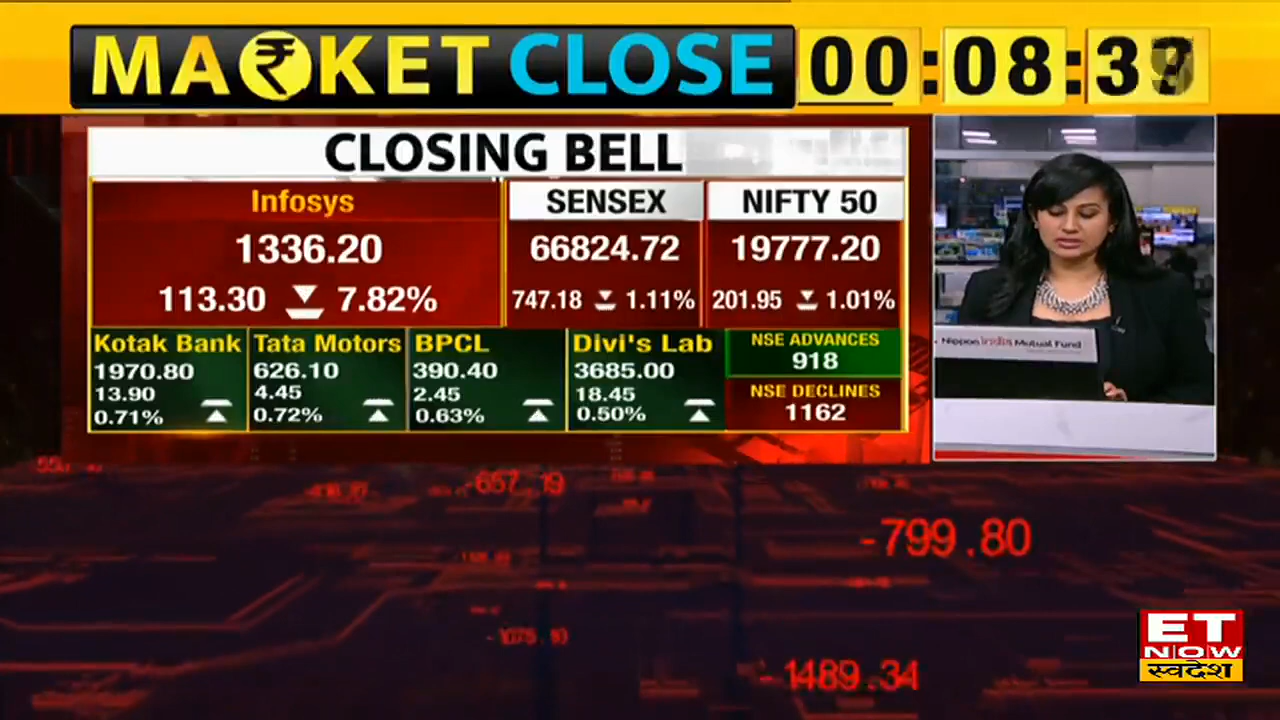 MA₹KET CLOSE 00:08:3
CLOSING BELL
Infosys
1336.20
113.30 ▼ 7.82%
SENSEX
66824.72
747.18 ▼ 1.11%
NIFTY 50
19777.20
201.95 ▼ 1.01%
Kotak Bank
1970.80
13.90
0.71% ▲
Tata Motors
626.10
4.45
0.72% ▲
BPCL
390.40
2.45
0.63% ▲
Divi's Lab
3685.00
18.45
0.50% ▲
NSE ADVANCES
918
NSE DECLINES
1162
Nippon india Mutual Fund
-657.19
-799.80
-1489.34
ET
NOW
स्वदेश